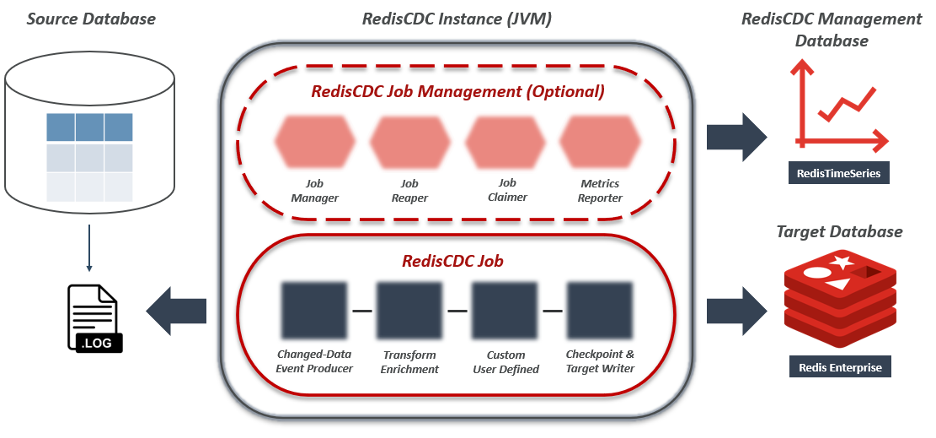 Source Database
RedisCDC Instance (JVM)
RedisCDC Management
Database
RedisCDC Job Management (Optional)
Job
Manager
Job
Reaper
Job
Claimer
Metrics
Reporter
RedisTimeSeries
RedisCDC Job
Changed-Data
Event Producer
Transform
Enrichment
Custom
User Defined
Checkpoint &
Target Writer
.LOG
Target Database
Redis Enterprise